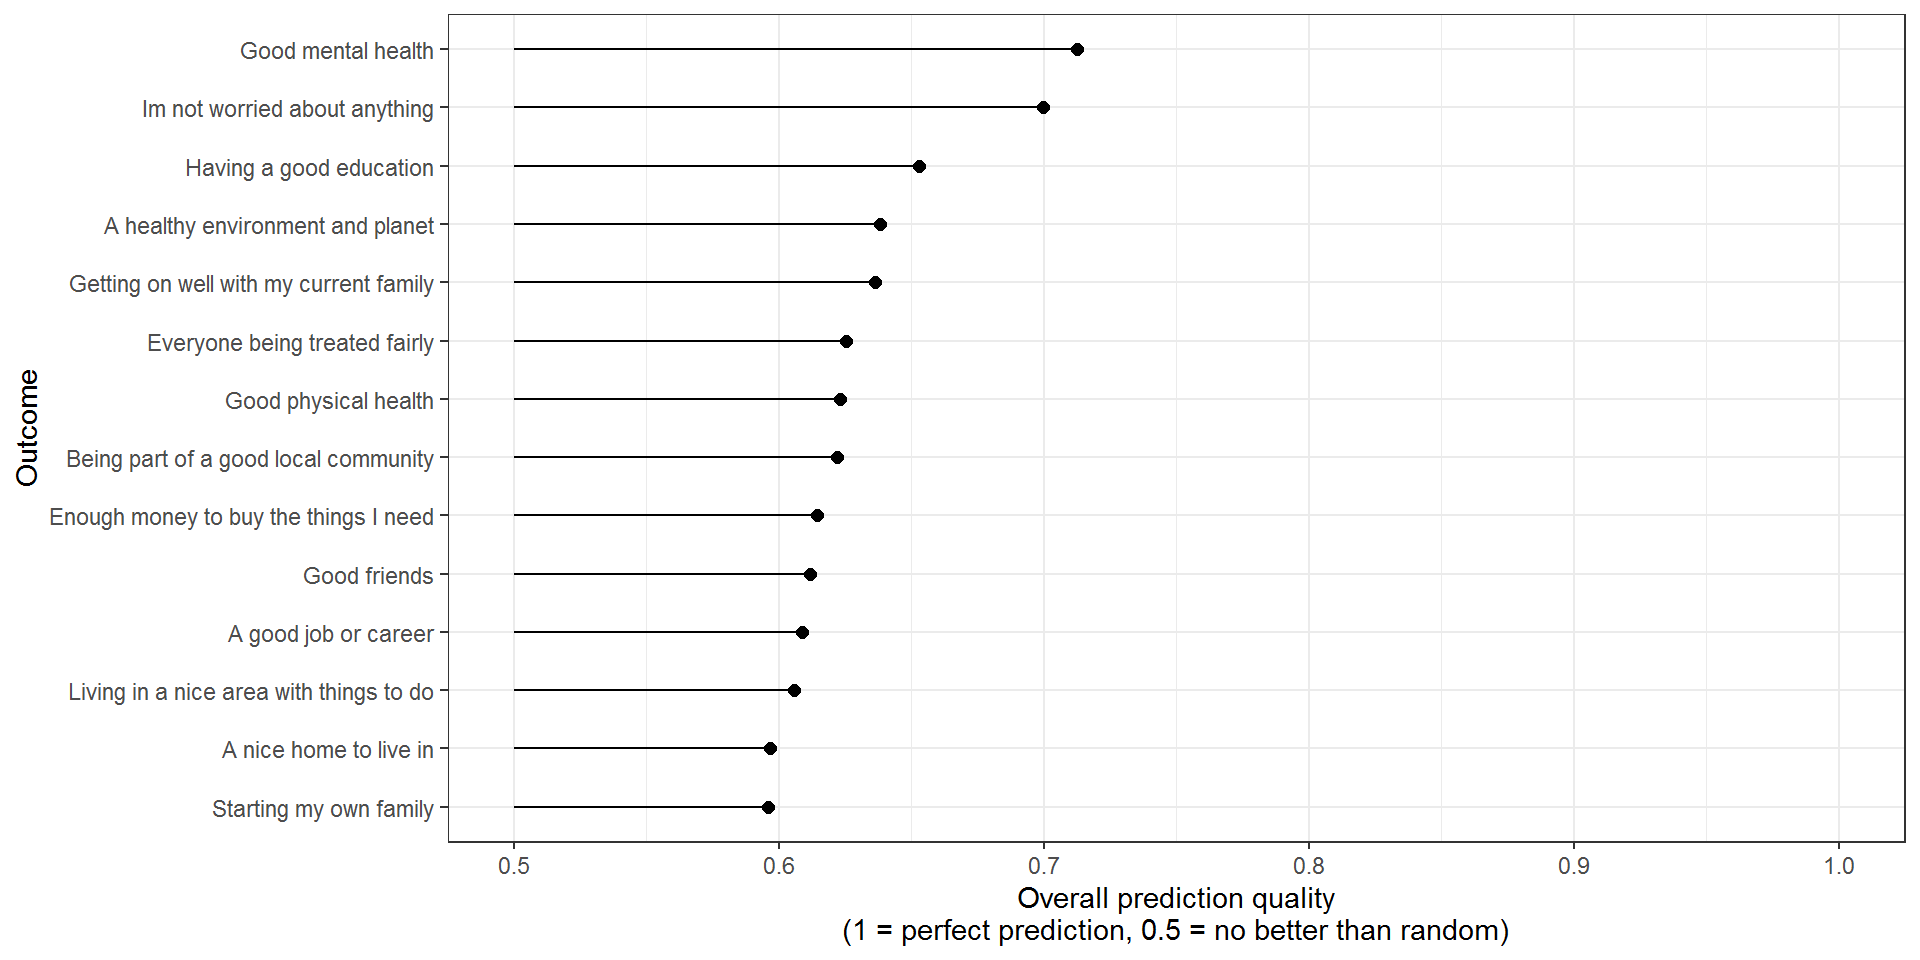 Good mental health
Im not worried about anything
Having a good education
A healthy environment and planet
Getting on well with my current family
Everyone being treated fairly
Good physical health
Being part of a good local community
Enough money to buy the things I need
Good friends
A good job or career
Living in a nice area with things to do
A nice home to live in
Starting my own family
Outcome
0.5 0.6 0.7 0.8 0.9 1.0
Overall prediction quality
(1 = perfect prediction, 0.5 = no better than random)